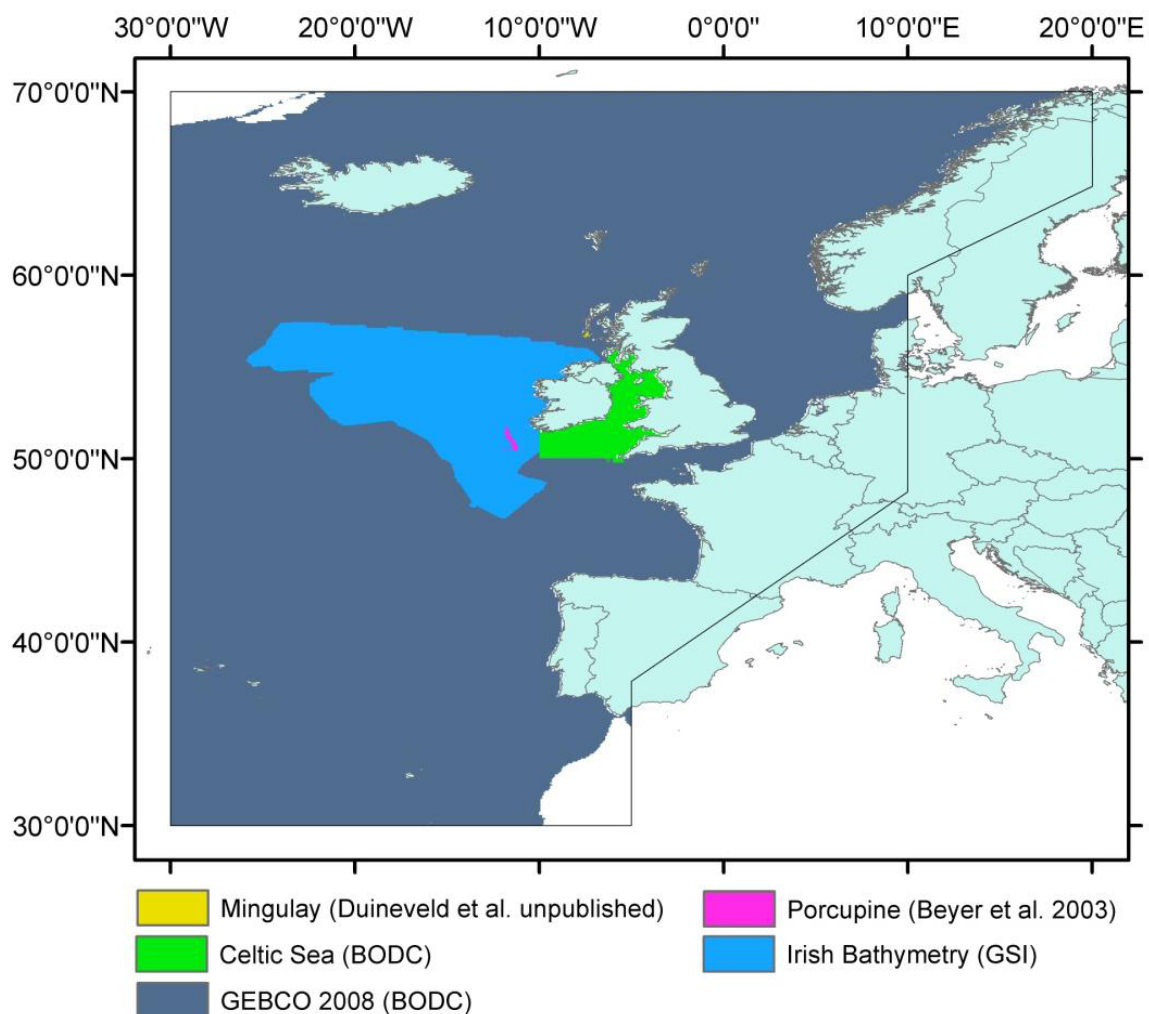 30°0'0"W 20°0'0"W 10°0'0"W 0°0'0" 10°0'0"E 20°0'0"E
70°0'0"N
60°0'0"N
50°0'0"N
40°0'0"N
30°0'0"N
Mingulay (Duineveld et al. unpublished)
Porcupine (Beyer et al. 2003)
Celtic Sea (BODC)
Irish Bathymetry (GSI)
GEBCO 2008 (BODC)